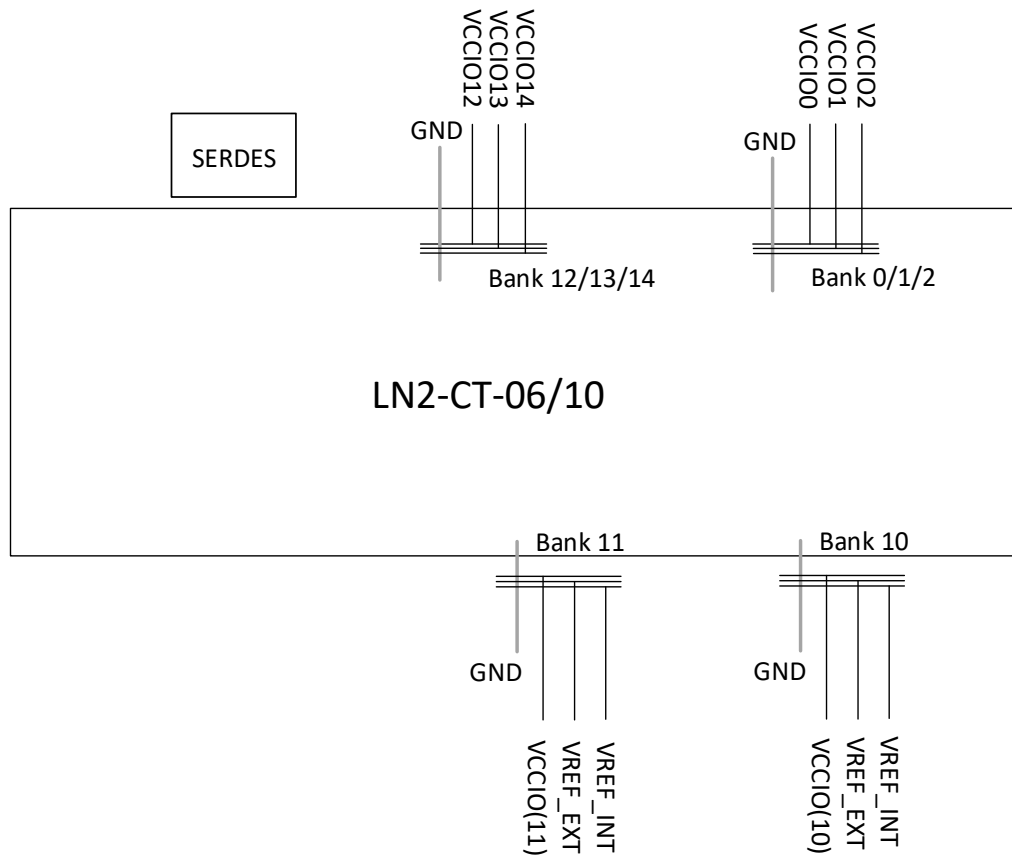 VCCIO12
VCCIO13
VCCIO14
VCCIO0
VCCIO1
VCCIO2
GND
GND
SERDES
Bank 12/13/14
Bank 0/1/2
LN2-CT-06/10
Bank 11
Bank 10
GND
GND
VCCIO(11)
VREF_EXT
VREF_INT
VCCIO(10)
VREF_EXT
VREF_INT